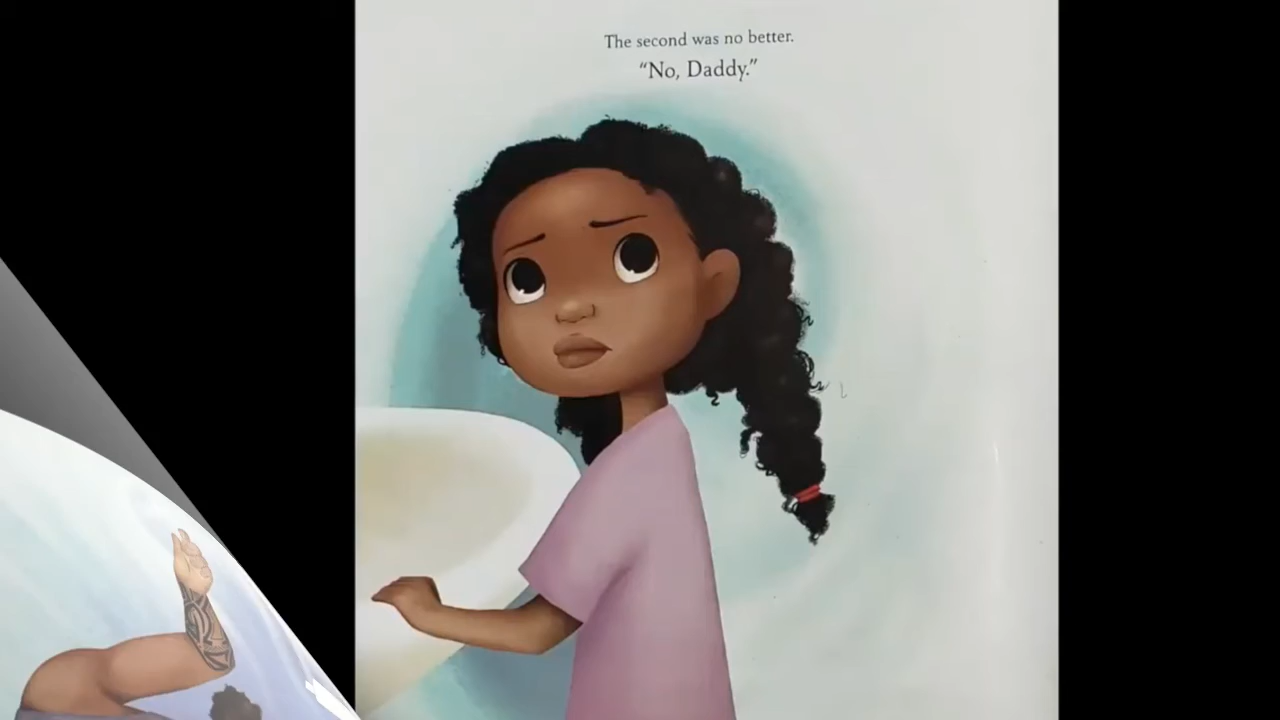 The second was no better.
“No, Daddy.”